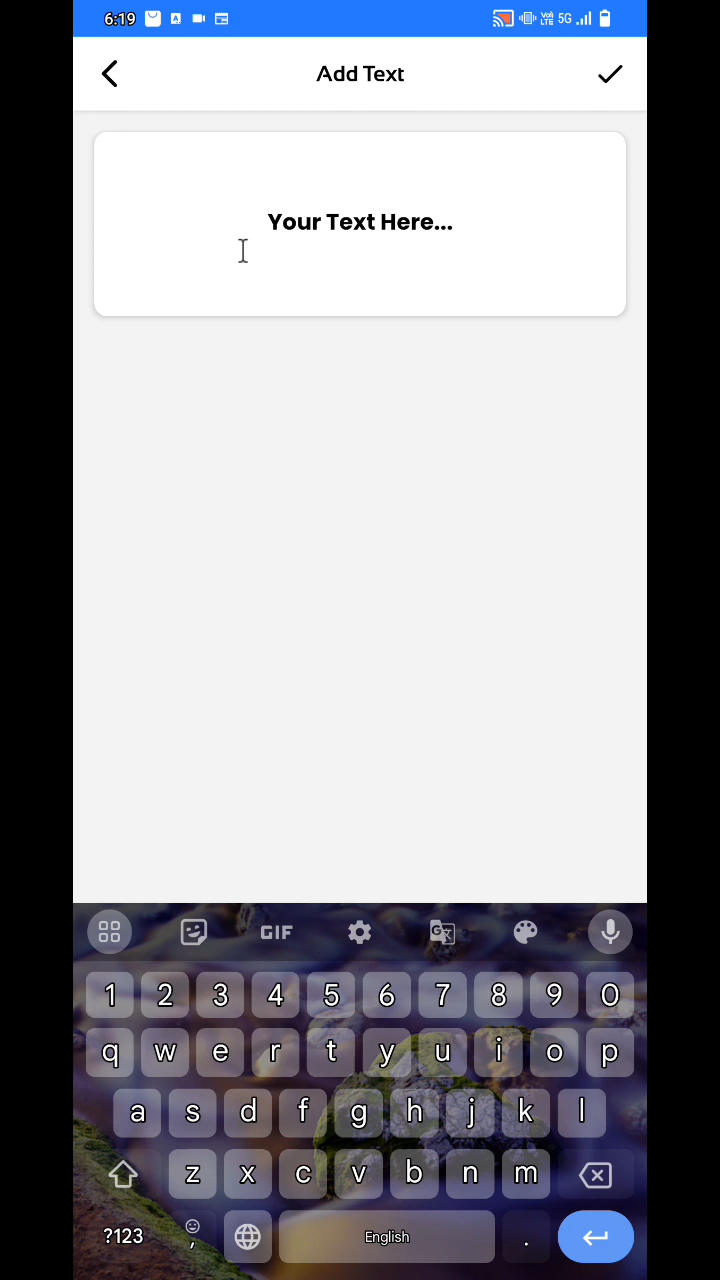 6:19
5G
Add Text
Your Text Here...
GIF
1 2 3 4 5 6 7 8 9 0
q w e r t y u i o p
a s d f g h j k l
z x c v b n m
?123 , English .